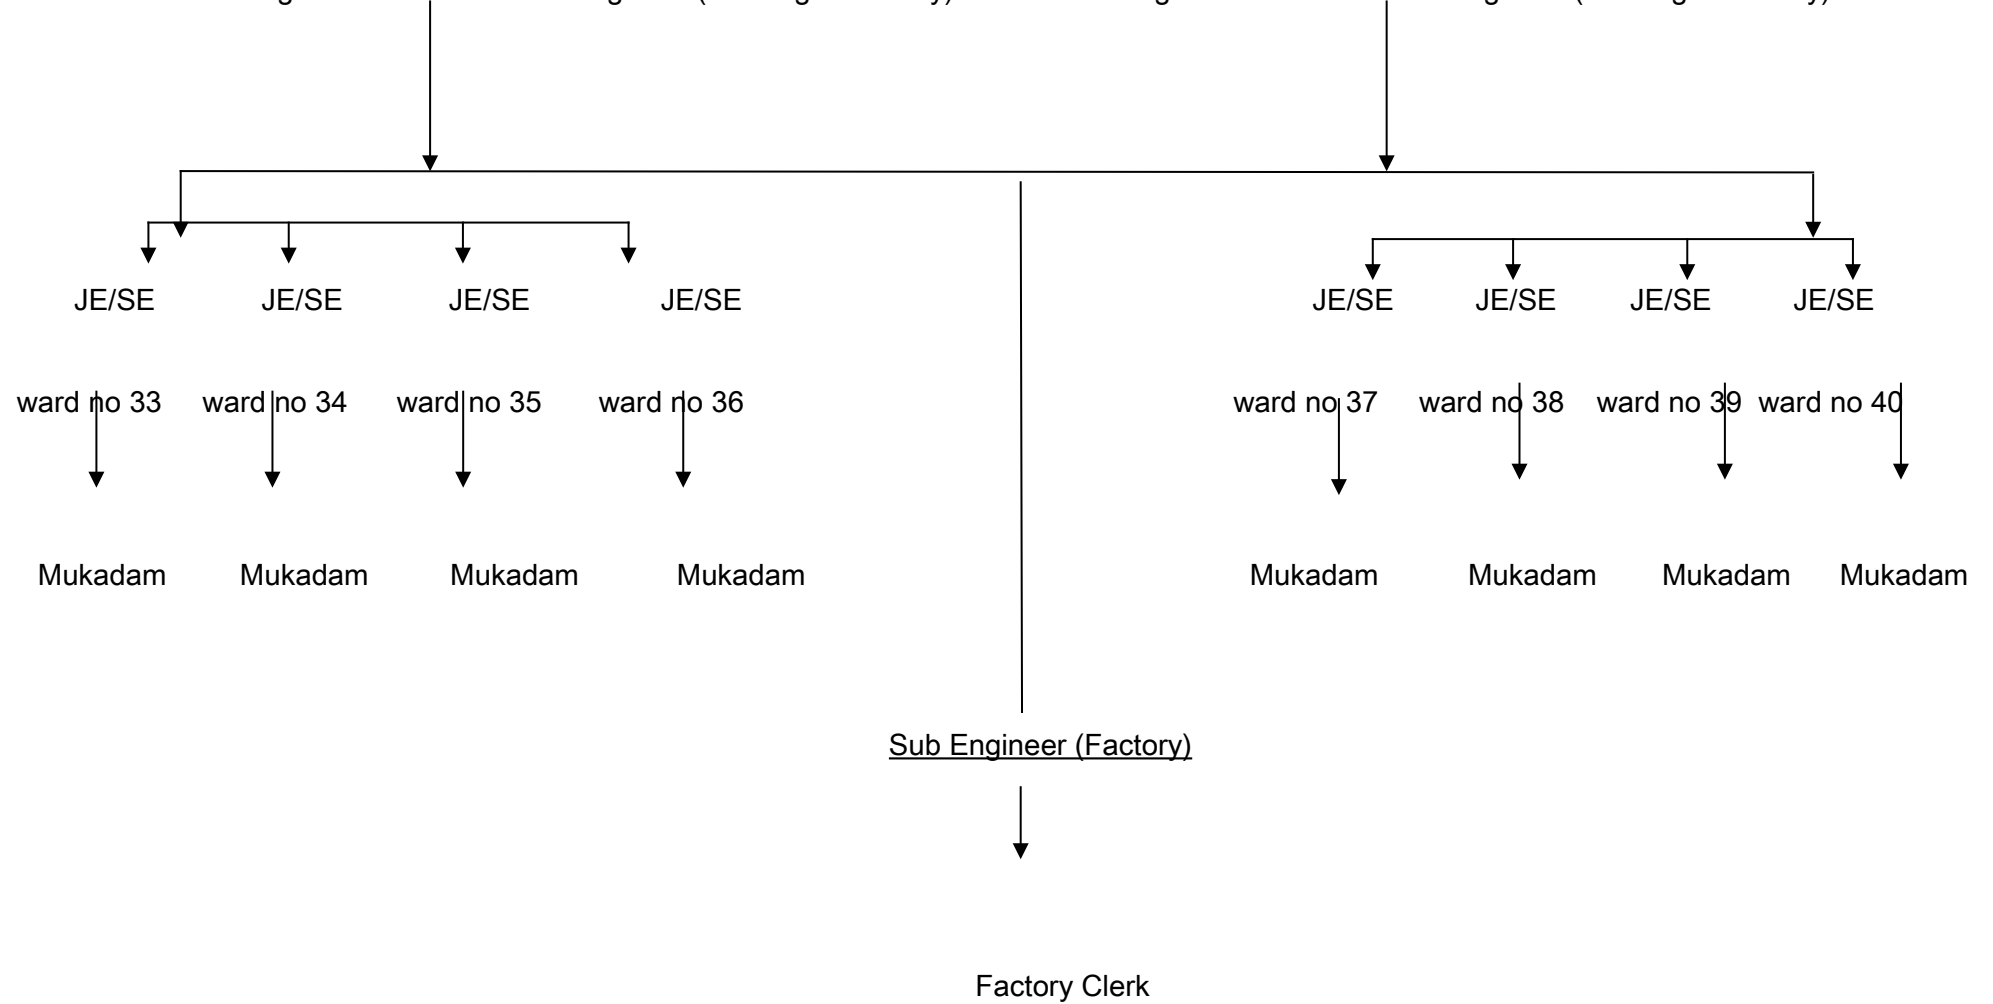 JE/SE JE/SE JE/SE JE/SE JE/SE JE/SE JE/SE JE/SE
ward no 33 ward no 34 ward no 35 ward no 36 ward no 37 ward no 38 ward no 39 ward no 40
Mukadam Mukadam Mukadam Mukadam Mukadam Mukadam Mukadam Mukadam
Sub Engineer (Factory)
Factory Clerk